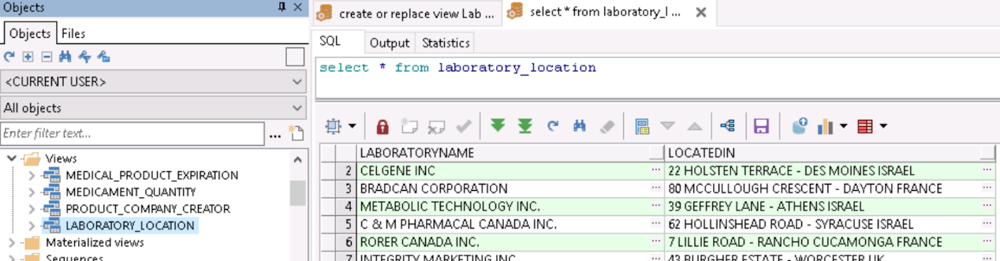 Objects
Objects Files
<CURRENT USER>
All objects
Enter filter text... ...
Views
MEDICAL_PRODUCT_EXPIRATION
MEDICAMENT_QUANTITY
PRODUCT_COMPANY_CREATOR
LABORATORY_LOCATION
Materialized views
Sequences
create or replace view Lab ... select * from laboratory_l ...
SQL Output Statistics
select * from laboratory_location
LABORATORYNAME LOCATEDIN
2 CELGENE INC ... 22 HOLSTEN TERRACE - DES MOINES ISRAEL ...
3 BRADCAN CORPORATION ... 80 MCCULLOUGH CRESCENT - DAYTON FRANCE ...
4 METABOLIC TECHNOLOGY INC. ... 39 GEFFREY LANE - ATHENS ISRAEL ...
5 C & M PHARMACAL CANADA INC. ... 62 HOLLINSHEAD ROAD - SYRACUSE ISRAEL ...
6 RORER CANADA INC. ... 7 LILLIE ROAD - RANCHO CUCAMONGA FRANCE ...
7 INTEGRITY MARKETING INC ... 43 BURGHER ESTATE - WORCESTER UK ...